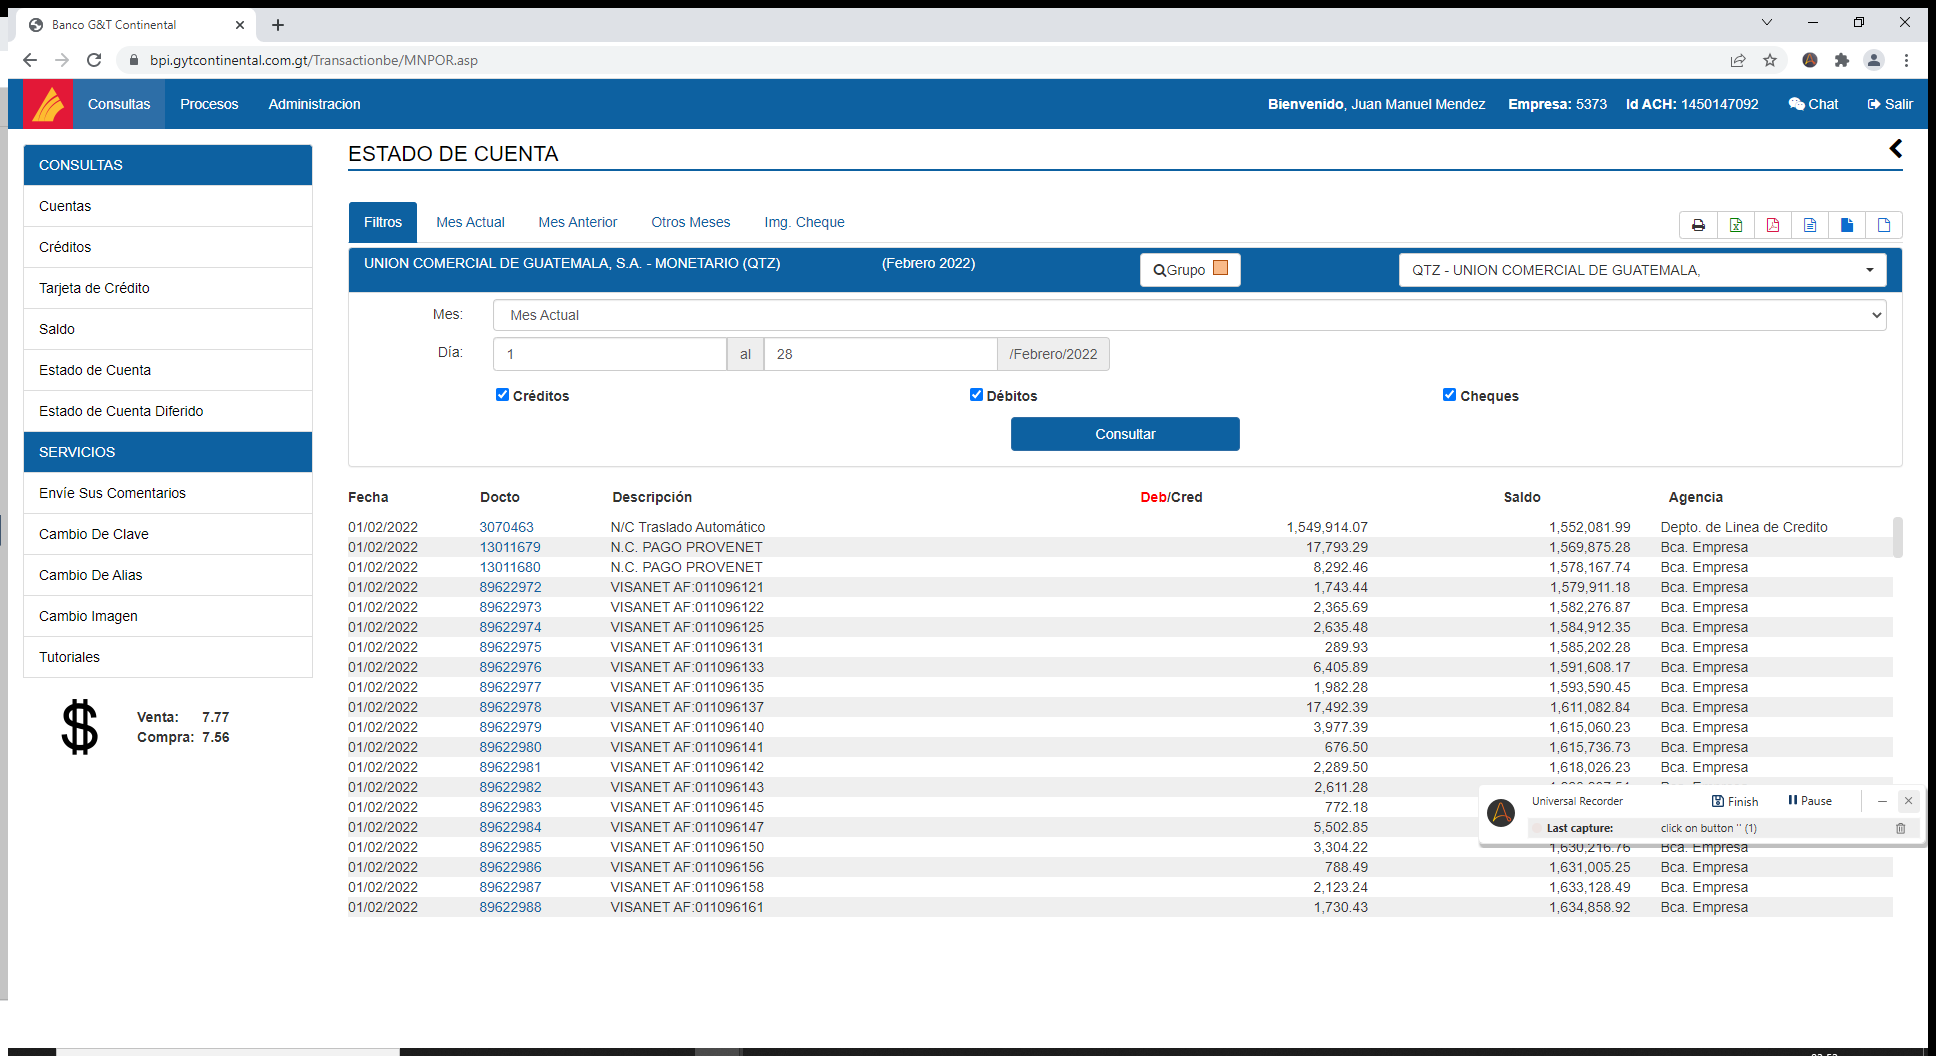 Banco G&T Continental
bpi.gytcontinental.com.gt/Transactionbe/MNPOR.asp
Consultas Procesos Administracion Bienvenido, Juan Manuel Mendez Empresa: 5373 Id ACH: 1450147092 Chat Salir
CONSULTAS
Cuentas
Créditos
Tarjeta de Crédito
Saldo
Estado de Cuenta
Estado de Cuenta Diferido
SERVICIOS
Envíe Sus Comentarios
Cambio De Clave
Cambio De Alias
Cambio Imagen
Tutoriales
$
Venta: 7.77
Compra: 7.56
ESTADO DE CUENTA
Filtros Mes Actual Mes Anterior Otros Meses Img. Cheque
UNION COMERCIAL DE GUATEMALA, S.A. - MONETARIO (QTZ) (Febrero 2022) Grupo QTZ - UNION COMERCIAL DE GUATEMALA,
Mes: Mes Actual
Día: 1 al 28 /Febrero/2022
Créditos Débitos Cheques
Consultar
Fecha Docto Descripción Deb/Cred Saldo Agencia
01/02/2022 3070463 N/C Traslado Automático 1,549,914.07 1,552,081.99 Depto. de Linea de Credito
01/02/2022 13011679 N.C. PAGO PROVENET 17,793.29 1,569,875.28 Bca. Empresa
01/02/2022 13011680 N.C. PAGO PROVENET 8,292.46 1,578,167.74 Bca. Empresa
01/02/2022 89622972 VISANET AF:011096121 1,743.44 1,579,911.18 Bca. Empresa
01/02/2022 89622973 VISANET AF:011096122 2,365.69 1,582,276.87 Bca. Empresa
01/02/2022 89622974 VISANET AF:011096125 2,635.48 1,584,912.35 Bca. Empresa
01/02/2022 89622975 VISANET AF:011096131 289.93 1,585,202.28 Bca. Empresa
01/02/2022 89622976 VISANET AF:011096133 6,405.89 1,591,608.17 Bca. Empresa
01/02/2022 89622977 VISANET AF:011096135 1,982.28 1,593,590.45 Bca. Empresa
01/02/2022 89622978 VISANET AF:011096137 17,492.39 1,611,082.84 Bca. Empresa
01/02/2022 89622979 VISANET AF:011096140 3,977.39 1,615,060.23 Bca. Empresa
01/02/2022 89622980 VISANET AF:011096141 676.50 1,615,736.73 Bca. Empresa
01/02/2022 89622981 VISANET AF:011096142 2,289.50 1,618,026.23 Bca. Empresa
01/02/2022 89622982 VISANET AF:011096143 2,611.28
01/02/2022 89622983 VISANET AF:011096145 772.18
01/02/2022 89622984 VISANET AF:011096147 5,502.85
01/02/2022 89622985 VISANET AF:011096150 3,304.22 1,630,216.76 Bca. Empresa
01/02/2022 89622986 VISANET AF:011096156 788.49 1,631,005.25 Bca. Empresa
01/02/2022 89622987 VISANET AF:011096158 2,123.24 1,633,128.49 Bca. Empresa
01/02/2022 89622988 VISANET AF:011096161 1,730.43 1,634,858.92 Bca. Empresa
Universal Recorder Finish Pause
Last capture: click on button '' (1)